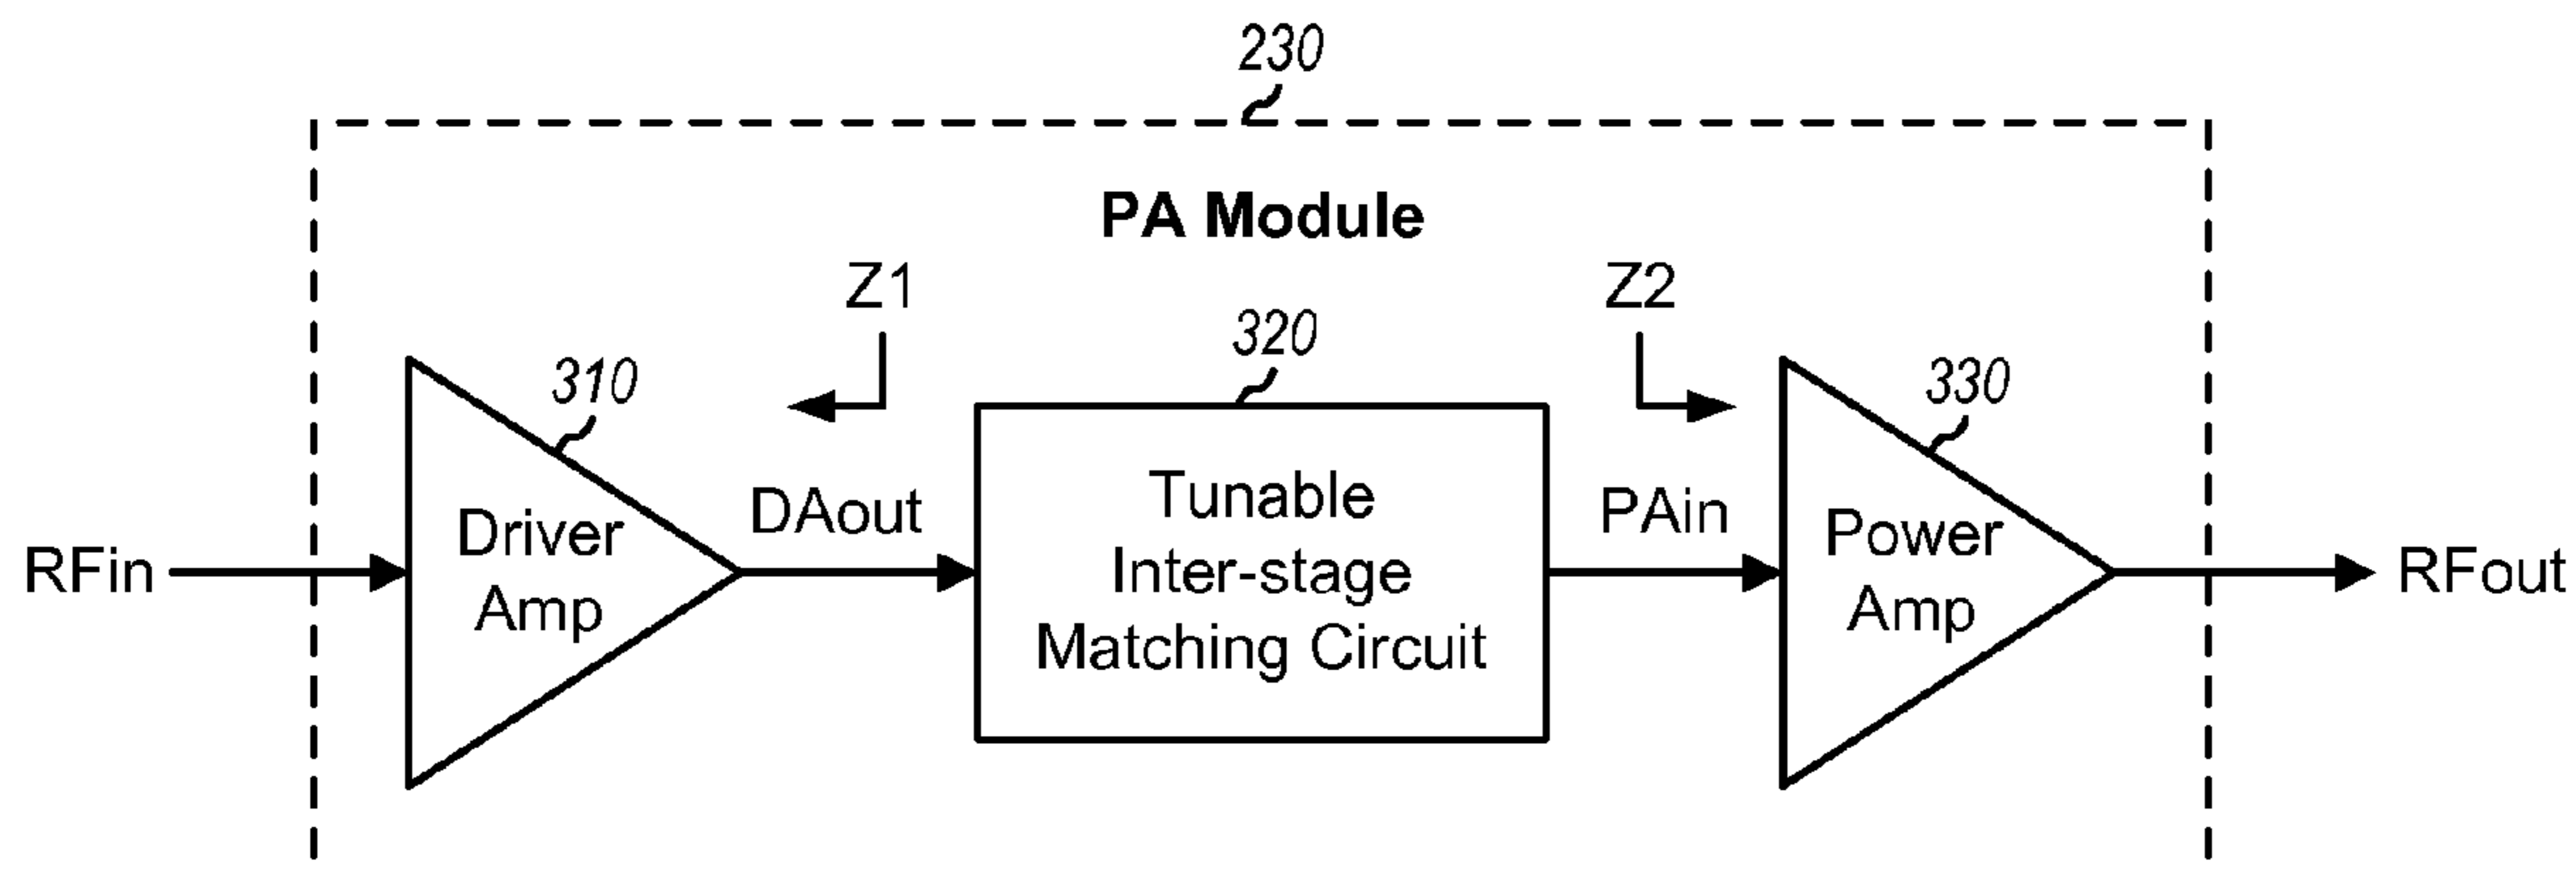 230
PA Module
Z1
Z2
320
310
330
DAout
PAin
Driver
Amp
Tunable
Inter-stage
Matching Circuit
Power
Amp
RFin
RFout